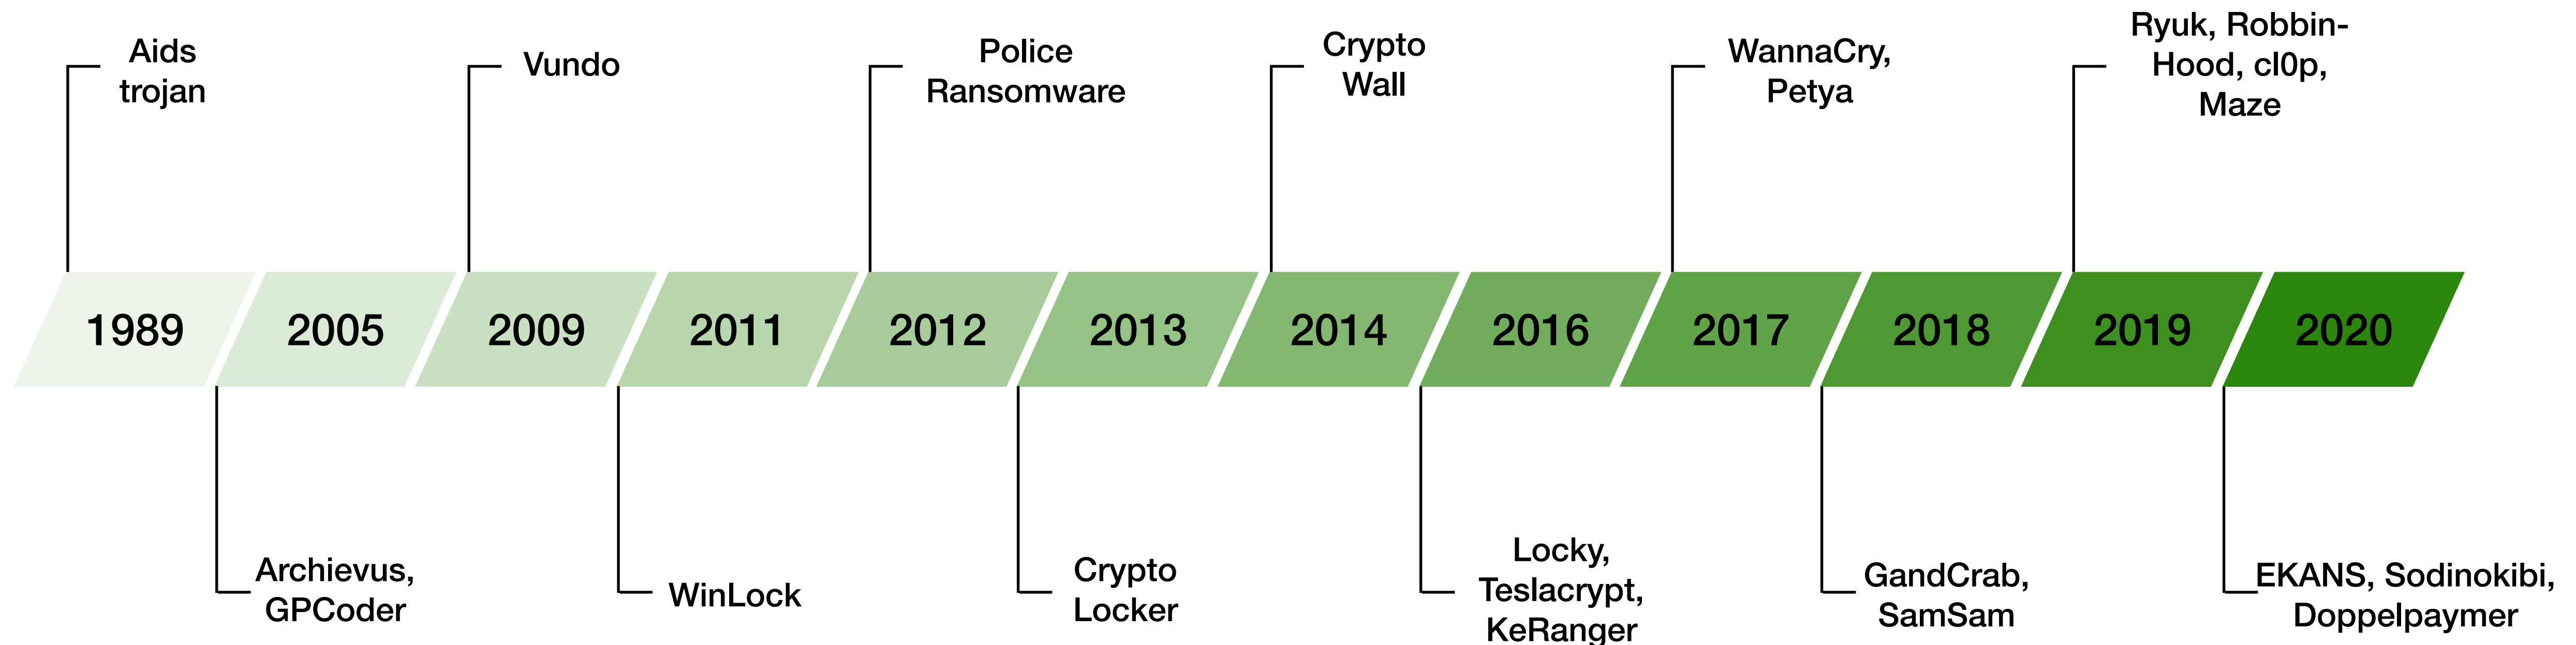 Aids
trojan
Vundo
Police
Ransomware
Crypto
Wall
WannaCry,
Petya
Ryuk, Robbin-
Hood, cl0p,
Maze
1989
2005
2009
2011
2012
2013
2014
2016
2017
2018
2019
2020
Archievus,
GPCoder
WinLock
Crypto
Locker
Locky,
Teslacrypt,
KeRanger
GandCrab,
SamSam
EKANS, Sodinokibi,
Doppelpaymer